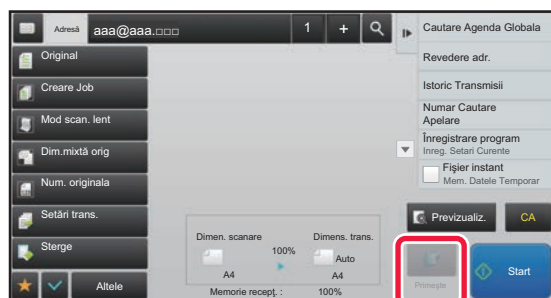 Adresă aaa@aaa.□□□ 1 +
Original
Creare Job
Mod scan. lent
Dim.mixtă orig
Num. originala
Setări trans.
Sterge
Altele
Dimen. scanare
A4
100%
Dimens. trans.
Auto
A4
Memorie recepţ. : 100%
Cautare Agenda Globala
Revedere adr.
Istoric Transmisii
Numar Cautare
Apelare
Înregistrare program
Inreg. Setari Curente
Fişier instant
Mem. Datele Temporar
Previzualiz.
CA
Primeşte
Start